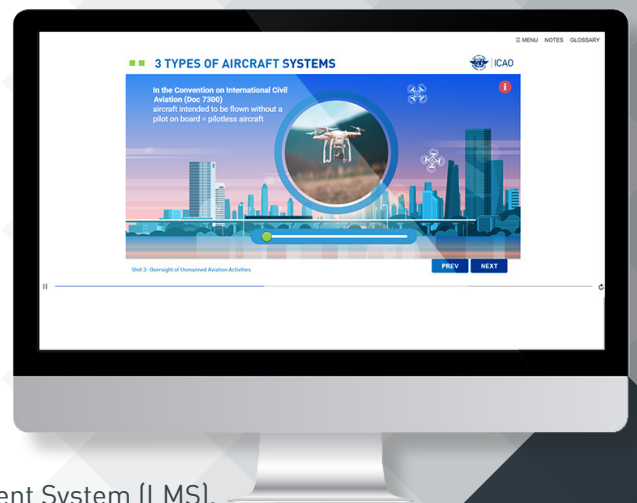 ☰ MENU NOTES GLOSSARY
3 TYPES OF AIRCRAFT SYSTEMS
ICAO
In the Convention on International Civil
Aviation (Doc 7300)
aircraft intended to be flown without a
pilot on board = pilotless aircraft
i
Unit 3- Oversight of Unmanned Aviation Activities
PREV NEXT
ent System (LMS).